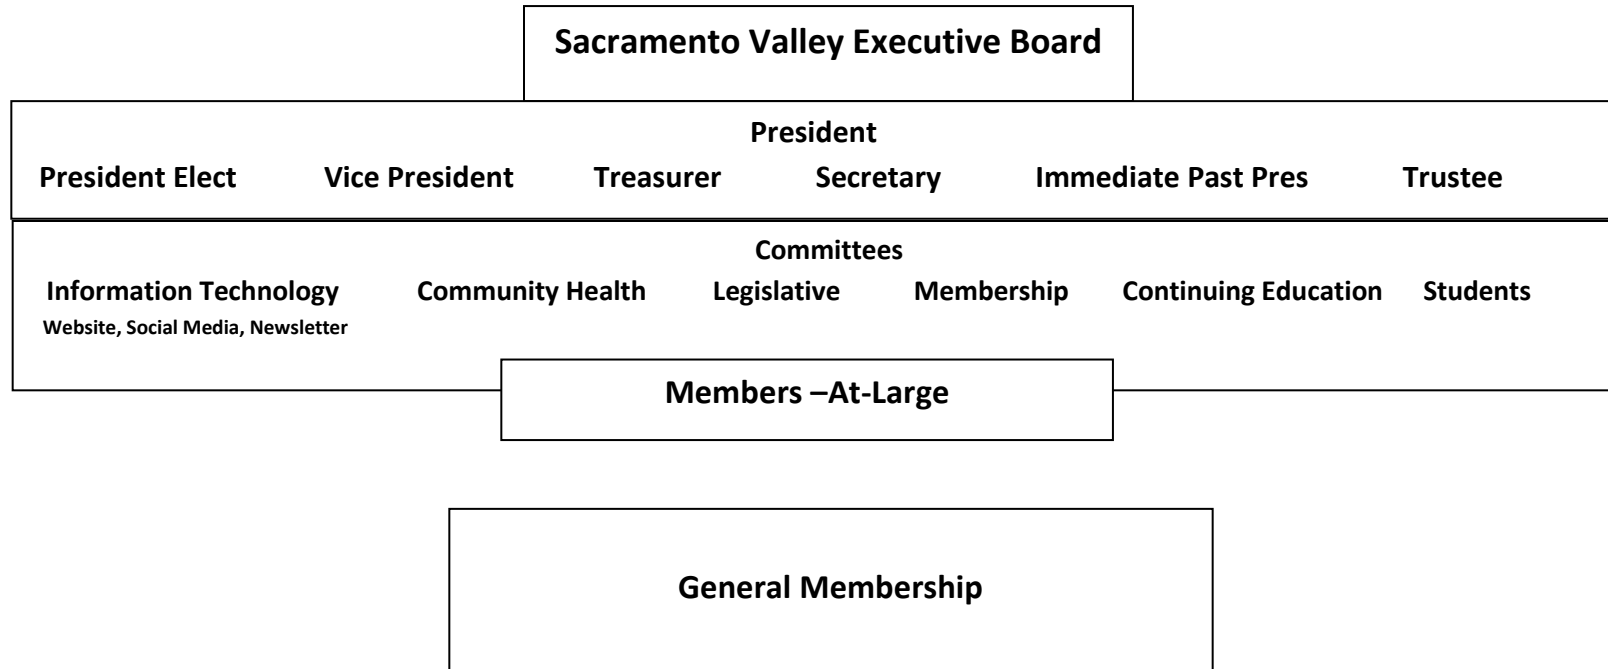 Sacramento Valley Executive Board
President
President Elect Vice President Treasurer Secretary Immediate Past Pres Trustee
Committees
Information Technology Community Health Legislative Membership Continuing Education Students
Website, Social Media, Newsletter
Members –At-Large
General Membership